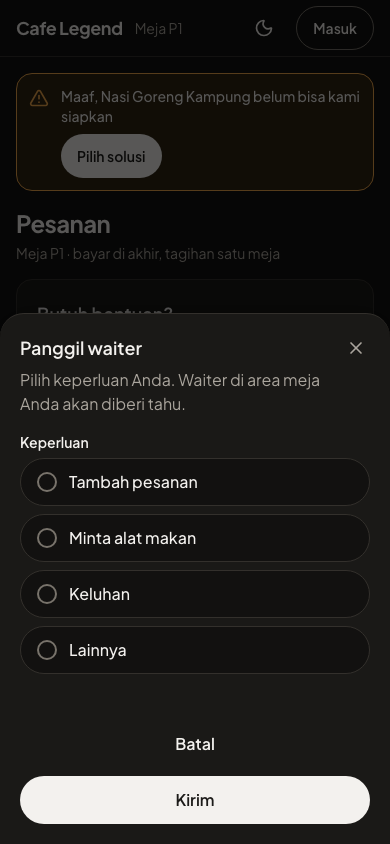 Cafe Legend Meja P1 Masuk
Maaf, Nasi Goreng Kampung belum bisa kami
siapkan
Pilih solusi
Pesanan
Meja P1 · bayar di akhir, tagihan satu meja
Butuh bantuan?
Panggil waiter
Pilih keperluan Anda. Waiter di area meja
Anda akan diberi tahu.
Keperluan
Tambah pesanan
Minta alat makan
Keluhan
Lainnya
Batal
Kirim